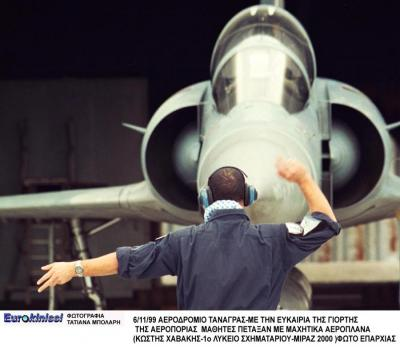 Eurokinissi
ΦΩΤΟΓΡΑΦΙΑ
ΤΑΤΙΑΝΑ ΜΠΟΛΑΡΗ
6/11/99 ΑΕΡΟΔΡΟΜΙΟ ΤΑΝΑΓΡΑΣ-ΜΕ ΤΗΝ ΕΥΚΑΙΡΙΑ ΤΗΣ ΓΙΟΡΤΗΣ
ΤΗΣ ΑΕΡΟΠΟΡΙΑΣ ΜΑΘΗΤΕΣ ΠΕΤΑΞΑΝ ΜΕ ΜΑΧΗΤΙΚΑ ΑΕΡΟΠΛΑΝΑ
(ΚΩΣΤΗΣ ΧΑΒΑΚΗΣ-1ο ΛΥΚΕΙΟ ΣΧΗΜΑΤΑΡΙΟΥ-ΜΙΡΑΖ 2000 )ΦΩΤΟ ΕΠΑΡΧΙΑΣ